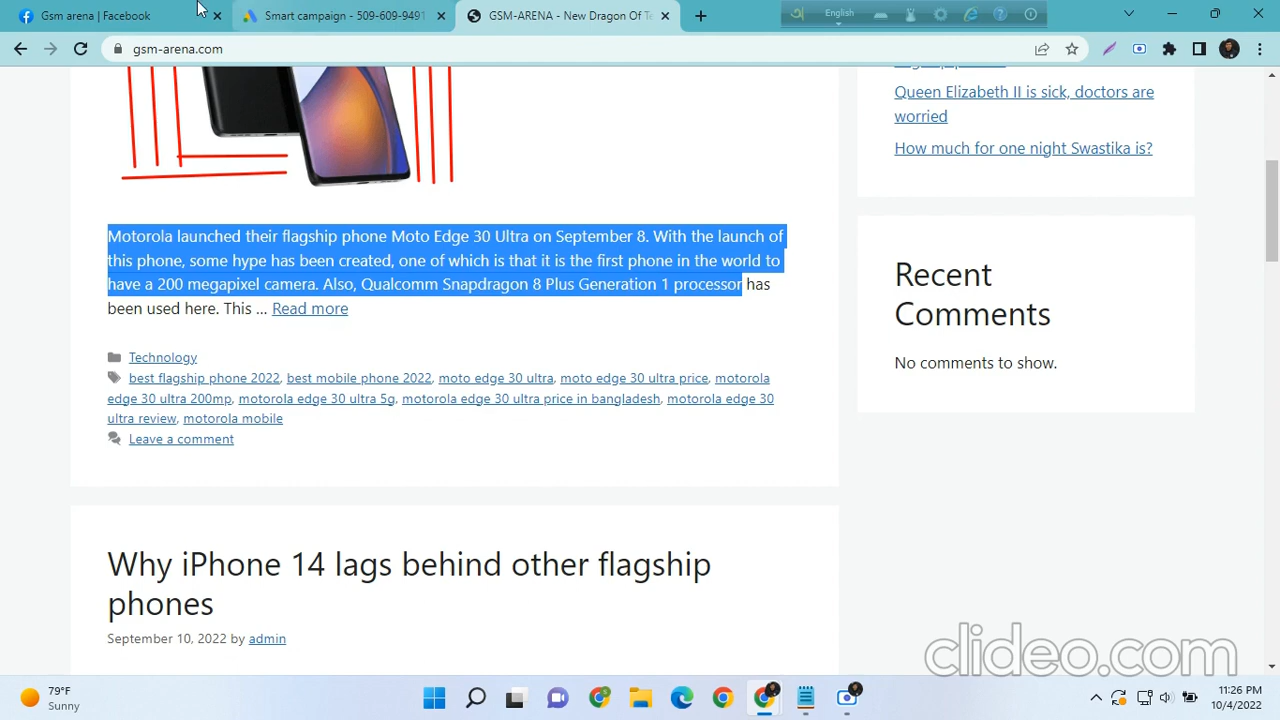 Gsm arena | Facebook
Smart campaign - 509-609-9491
GSM-ARENA - New Dragon Of Te
English
gsm-arena.com
Queen Elizabeth II is sick, doctors are
worried
How much for one night Swastika is?
Motorola launched their flagship phone Moto Edge 30 Ultra on September 8. With the launch of
this phone, some hype has been created, one of which is that it is the first phone in the world to
have a 200 megapixel camera. Also, Qualcomm Snapdragon 8 Plus Generation 1 processor has
been used here. This ... Read more
Recent
Comments
No comments to show.
Technology
best flagship phone 2022, best mobile phone 2022, moto edge 30 ultra, moto edge 30 ultra price, motorola
edge 30 ultra 200mp, motorola edge 30 ultra 5g, motorola edge 30 ultra price in bangladesh, motorola edge 30
ultra review, motorola mobile
Leave a comment
Why iPhone 14 lags behind other flagship
phones
September 10, 2022 by admin
clideo.com
79°F
Sunny
11:26 PM
10/4/2022